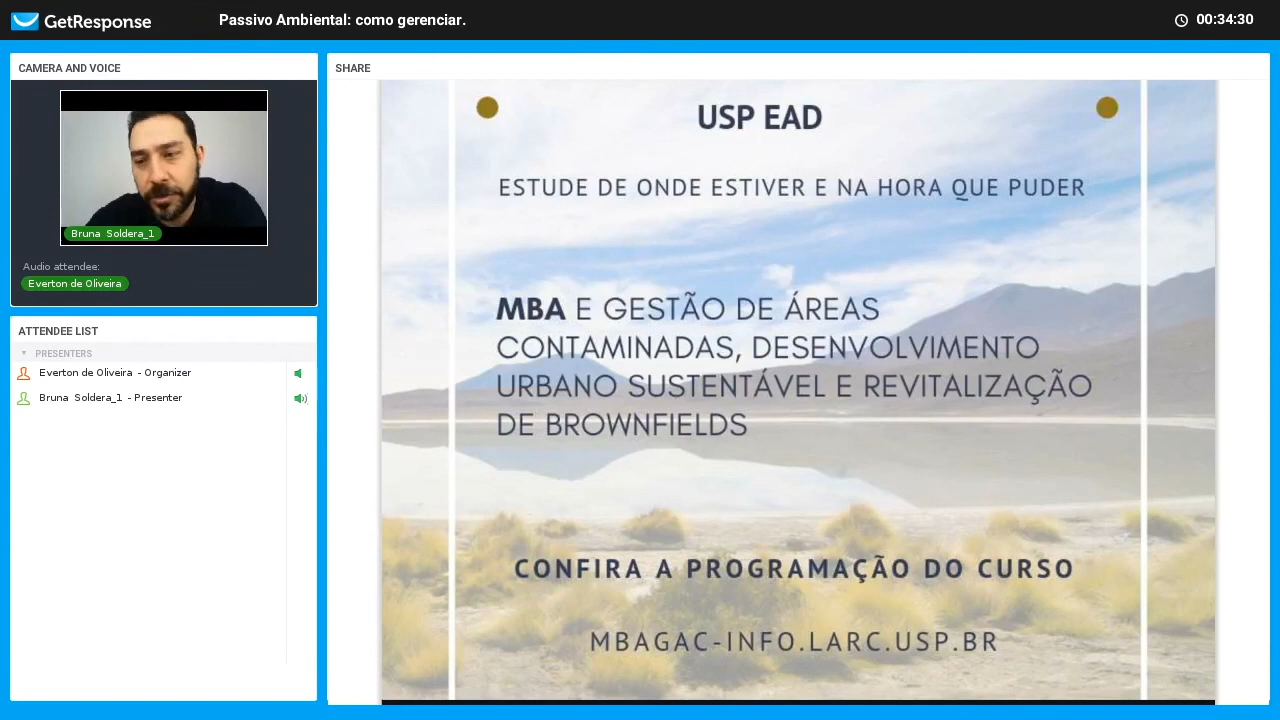 GetResponse
Passivo Ambiental: como gerenciar.
00:34:30
CAMERA AND VOICE
Bruna Soldera_1
Audio attendee:
Everton de Oliveira
ATTENDEE LIST
PRESENTERS
Everton de Oliveira - Organizer
Bruna Soldera_1 - Presenter
SHARE
USP EAD
ESTUDE DE ONDE ESTIVER E NA HORA QUE PUDER
MBA E GESTÃO DE ÁREAS
CONTAMINADAS, DESENVOLVIMENTO
URBANO SUSTENTÁVEL E REVITALIZAÇÃO
DE BROWNFIELDS
CONFIRA A PROGRAMAÇÃO DO CURSO
MBAGAC-INFO.LARC.USP.BR